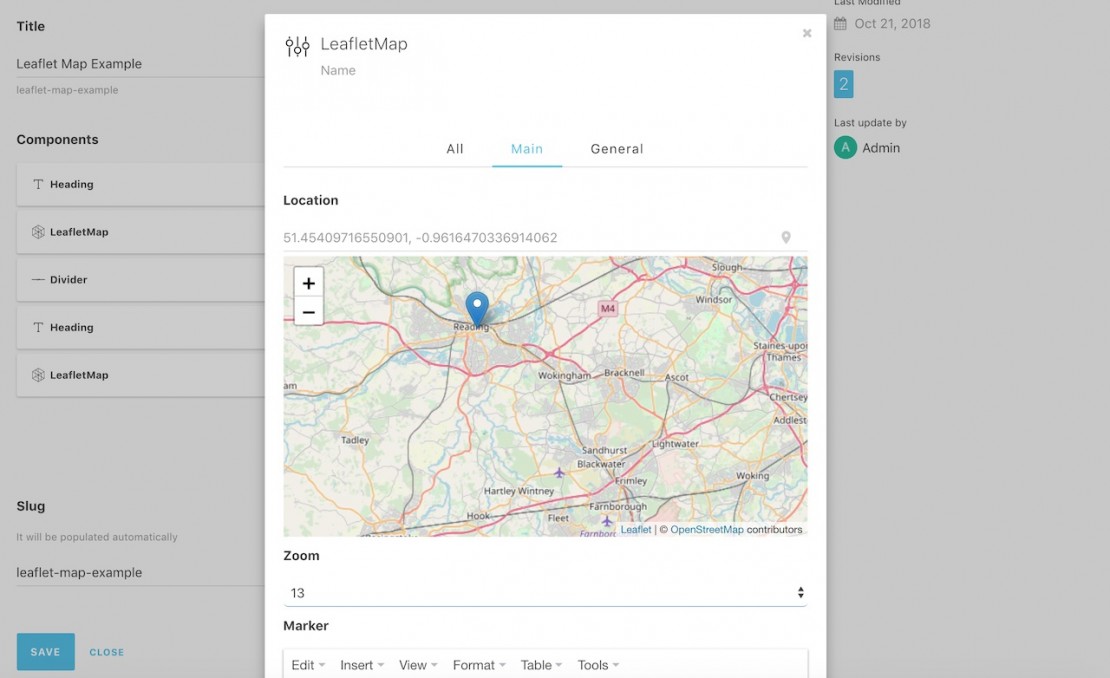 Title
Leaflet Map Example
leaflet-map-example
Components
Heading
LeafletMap
Divider
Heading
LeafletMap
Slug
It will be populated automatically
leaflet-map-example
SAVE CLOSE
LeafletMap
Name
All Main General
Location
51.45409716550901, -0.9616470336914062
+
−
Slough
M4
Windsor
Reading
Staines-upon
Thames
Wokingham
Bracknell
Ascot
am
Chertsey
Addlest
Tadley
Lightwater
Sandhurst
Blackwater
Woking
Frimley
Hartley Wintney
Farnborough
Hook
Fleet
Farnboro
Leaflet | © OpenStreetMap contributors
Zoom
13
Marker
Edit Insert View Format Table Tools
Last Modified
Oct 21, 2018
Revisions
2
Last update by
A Admin